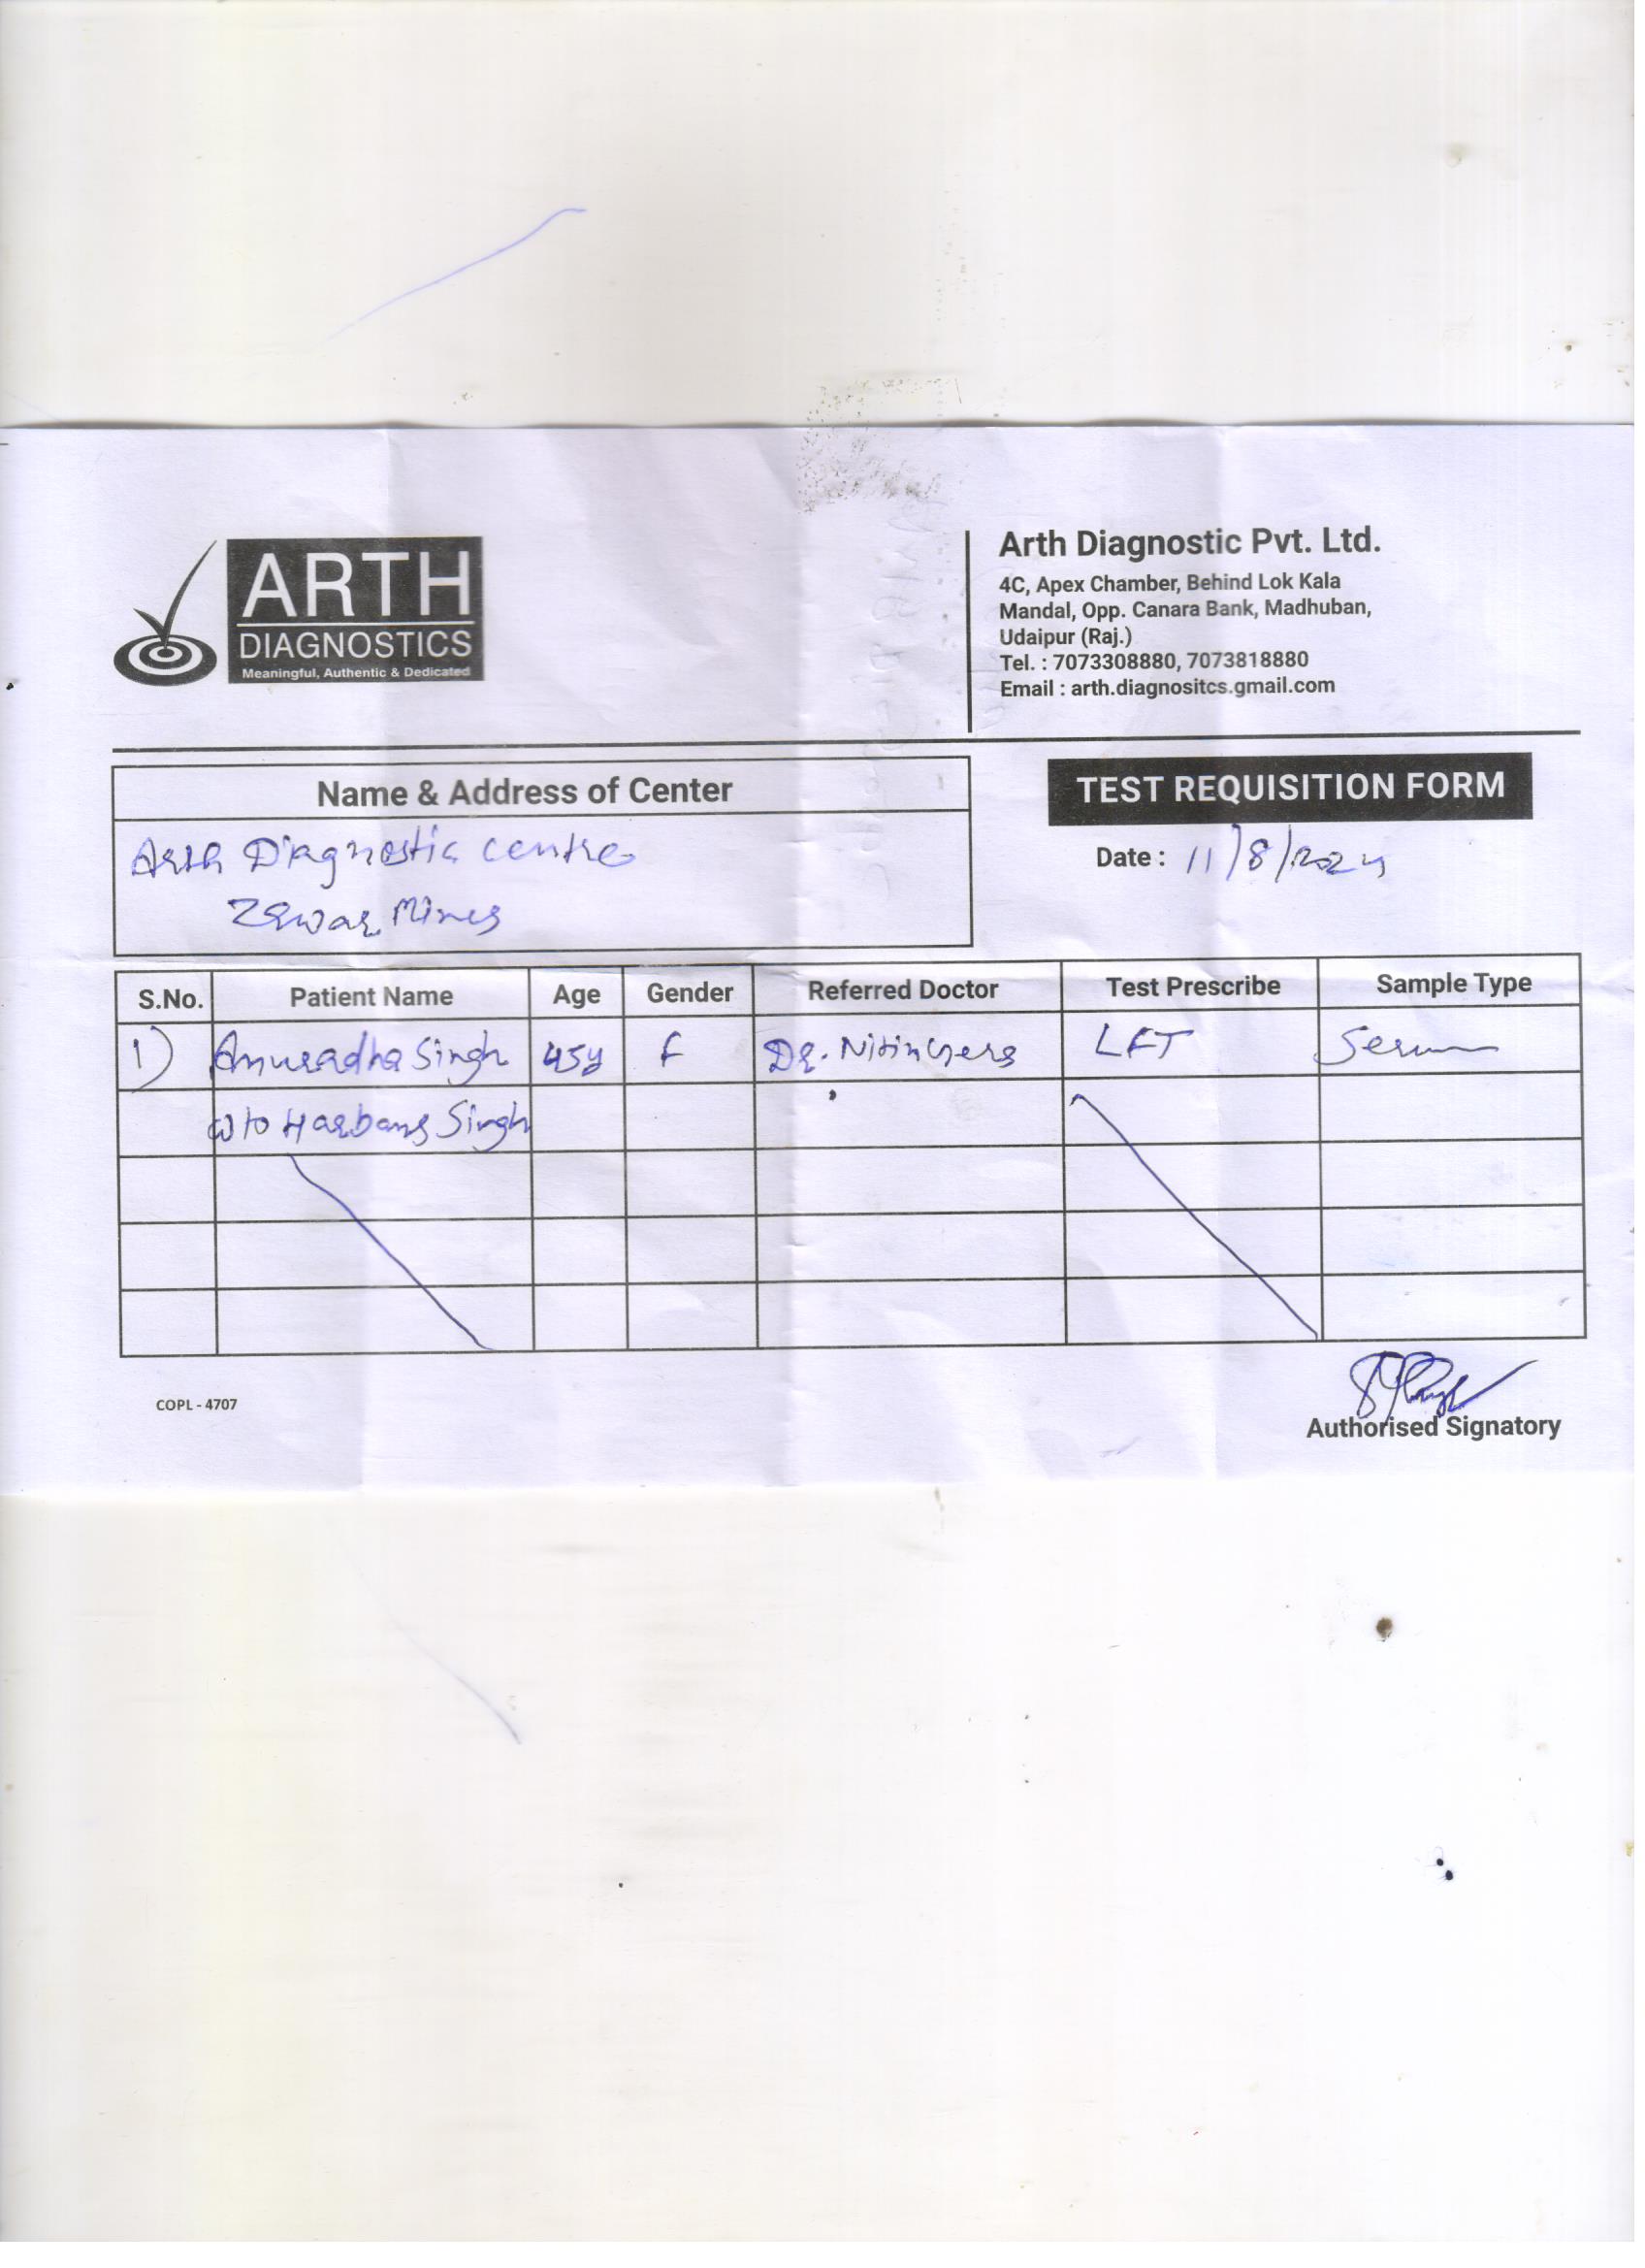 ARTH
DIAGNOSTICS
Meaningful, Authentic & Dedicated
Arth Diagnostic Pvt. Ltd.
4C, Apex Chamber, Behind Lok Kala
Mandal, Opp. Canara Bank, Madhuban,
Udaipur (Raj.)
Tel. : 7073308880, 7073818880
Email : arth.diagnositcs.gmail.com
Name & Address of Center
Arth Diagnostic centre
Zawar Mines
TEST REQUISITION FORM
Date : 11/8/2024
S.No. Patient Name Age Gender Referred Doctor Test Prescribe Sample Type
1) Anuradha Singh 45y F Dr. Nitin LFT Serum
w/o Harbans Singh
COPL - 4707
Authorised Signatory